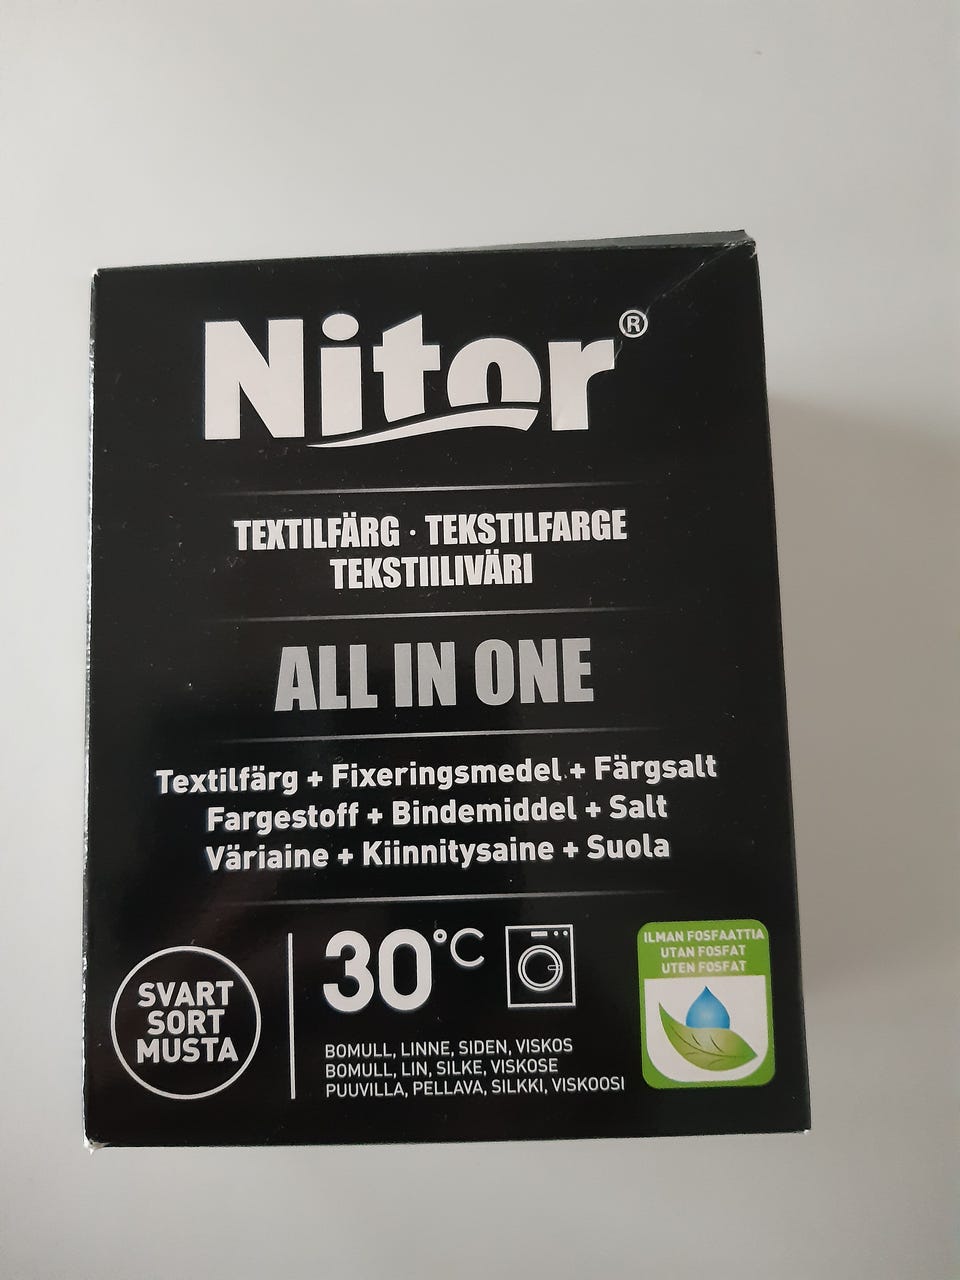 Nitor®
TEXTILFÄRG · TEKSTILFARGE
TEKSTIILIVÄRI
ALL IN ONE
Textilfärg + Fixeringsmedel + Färgsalt
Fargestoff + Bindemiddel + Salt
Väriaine + Kiinnitysaine + Suola
SVART
SORT
MUSTA
30°C
BOMULL, LINNE, SIDEN, VISKOS
BOMULL, LIN, SILKE, VISKOSE
PUUVILLA, PELLAVA, SILKKI, VISKOOSI
ILMAN FOSFAATTIA
UTAN FOSFAT
UTEN FOSFAT